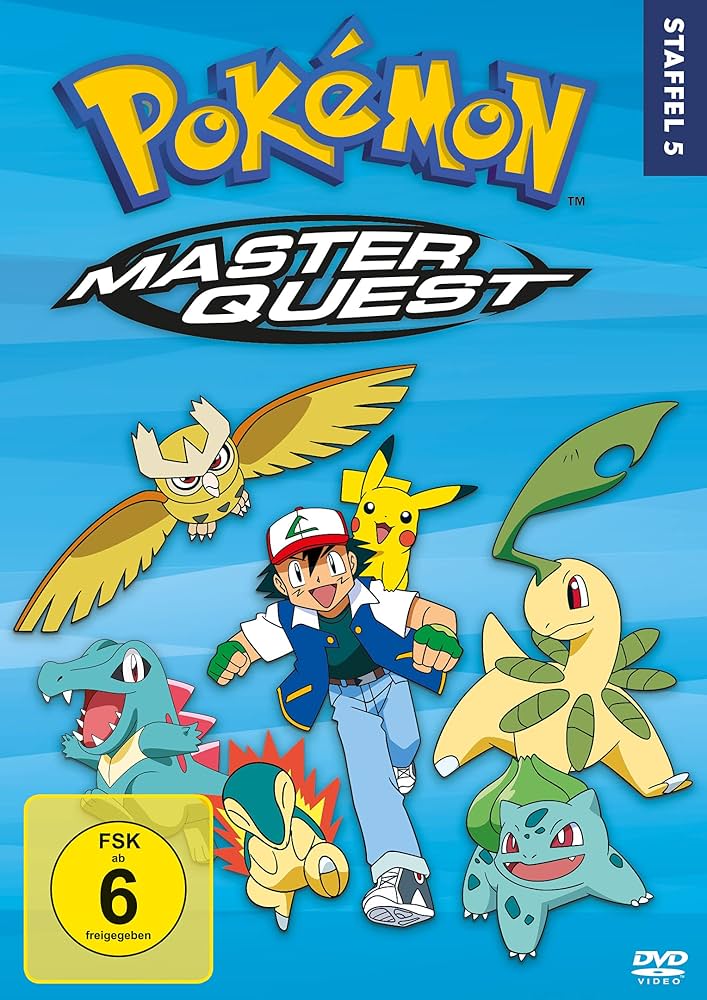 STAFFEL 5
POKÉMON
TM
MASTER
QUEST
FSK
ab
6
freigegeben
DVD
VIDEO